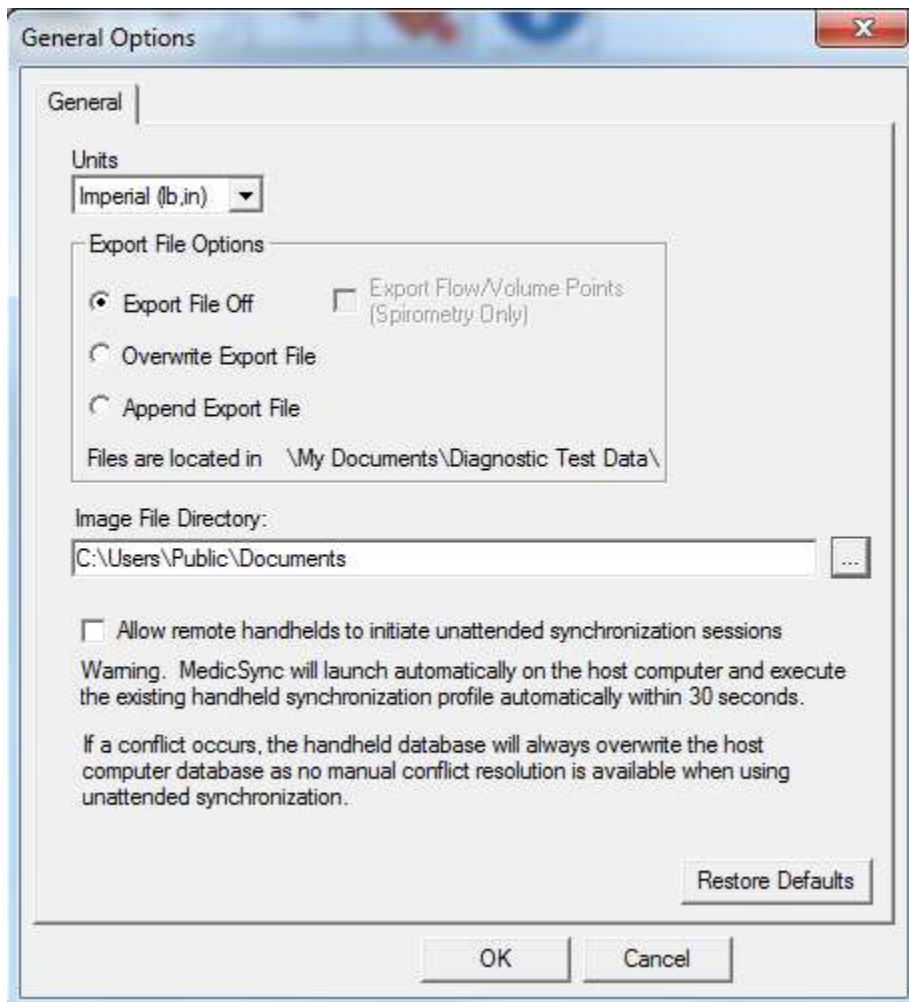 General Options
General
Units
Imperial (lb,in)
Export File Options
Export File Off
Export Flow/Volume Points
(Spirometry Only)
Overwrite Export File
Append Export File
Files are located in \My Documents\Diagnostic Test Data\
Image File Directory:
C:\Users\Public\Documents
...
Allow remote handhelds to initiate unattended synchronization sessions
Warning. MedicSync will launch automatically on the host computer and execute
the existing handheld synchronization profile automatically within 30 seconds.
If a conflict occurs, the handheld database will always overwrite the host
computer database as no manual conflict resolution is available when using
unattended synchronization.
Restore Defaults
OK
Cancel